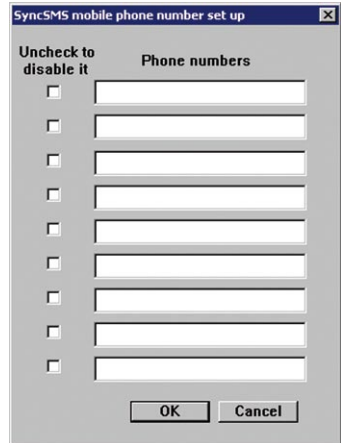 SyncSMS mobile phone number set up
Uncheck to
disable it
Phone numbers
OK
Cancel